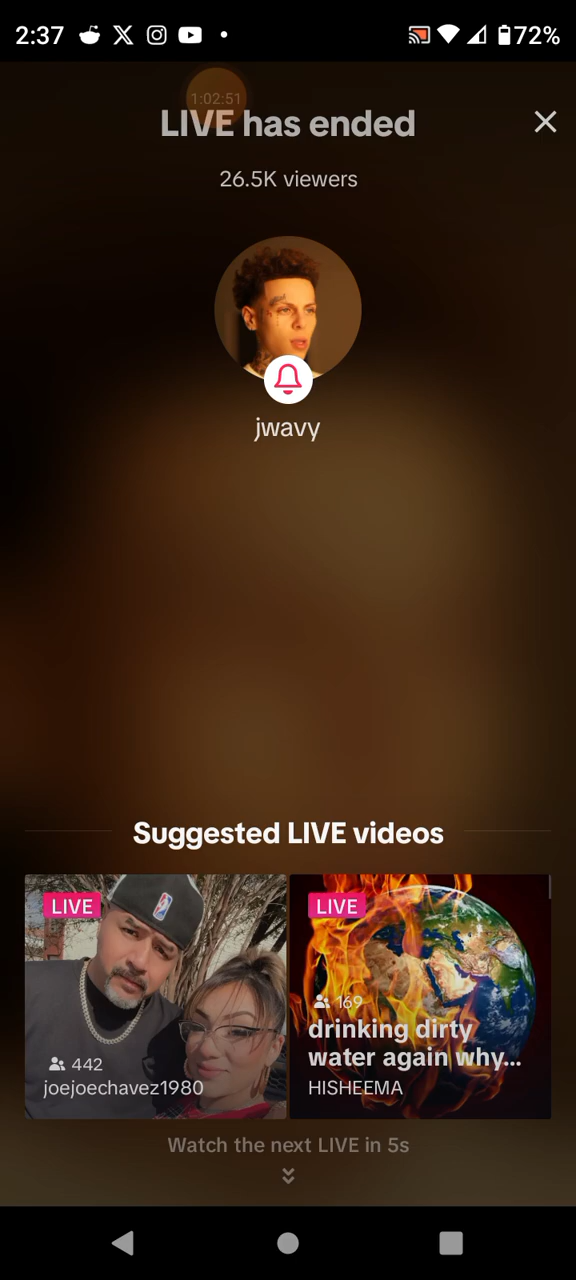 2:37
72%
1:02:51
LIVE has ended
26.5K viewers
jwavy
Suggested LIVE videos
LIVE
442
joejoechavez1980
LIVE
169
drinking dirty
water again why...
HISHEEMA
Watch the next LIVE in 5s